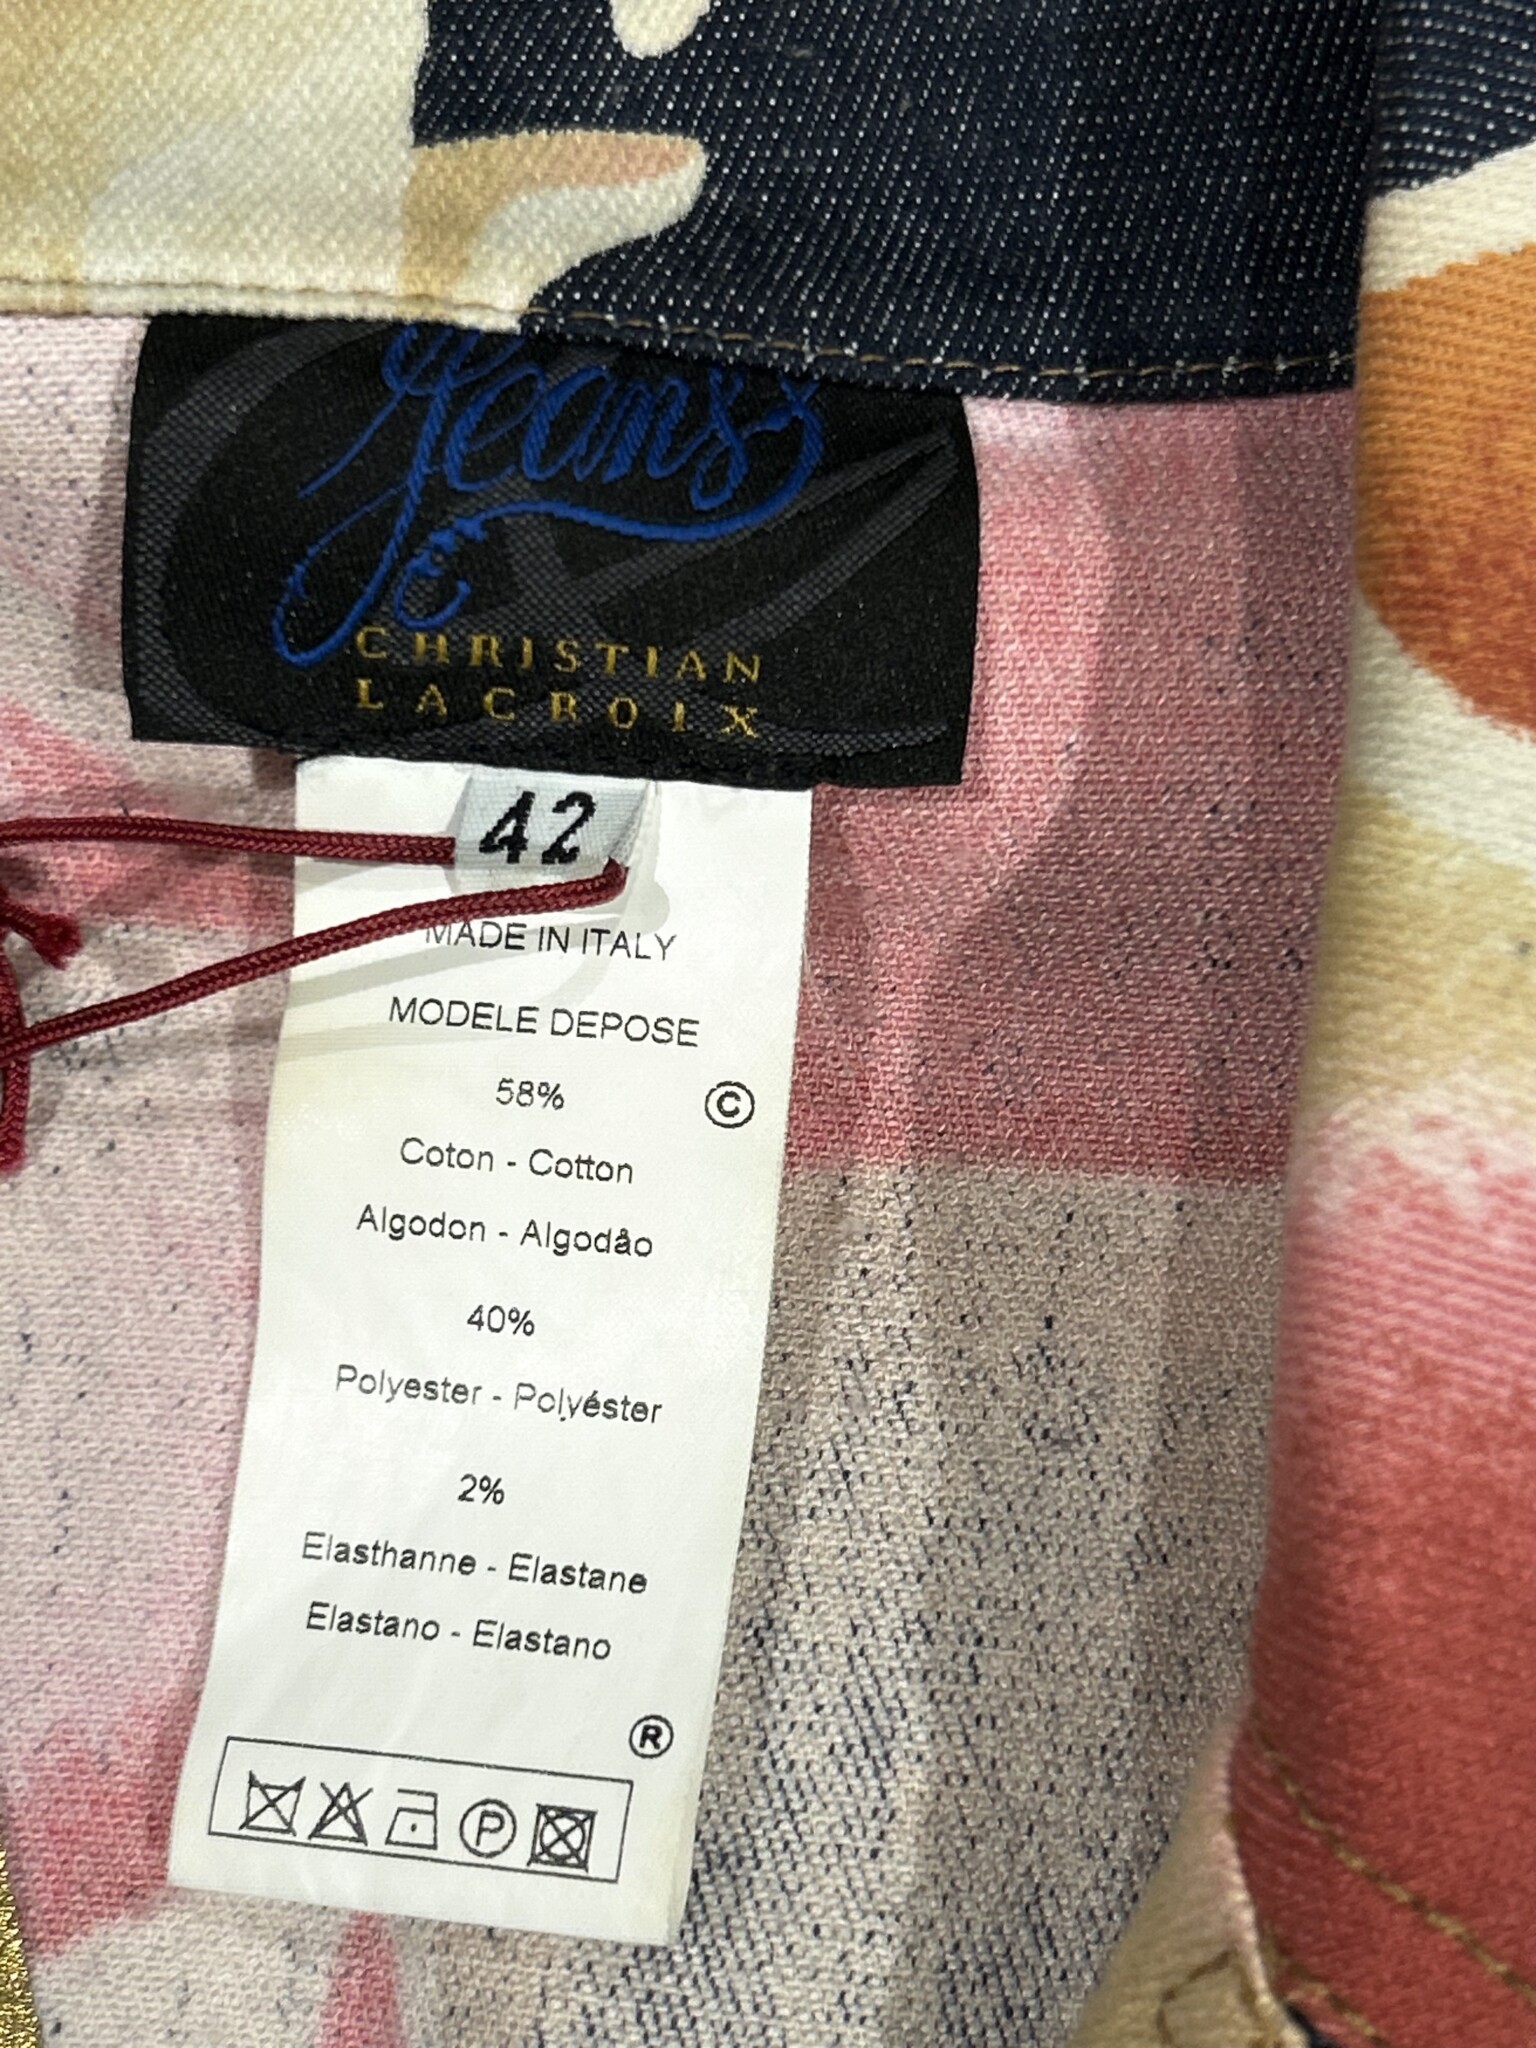 Jeans
CHRISTIAN
LACROIX
42
MADE IN ITALY
MODELE DEPOSE
58%
©
Coton - Cotton
Algodon - Algodâo
40%
Polyester - Polyéster
2%
Elasthanne - Elastane
Elastano - Elastano
®
P